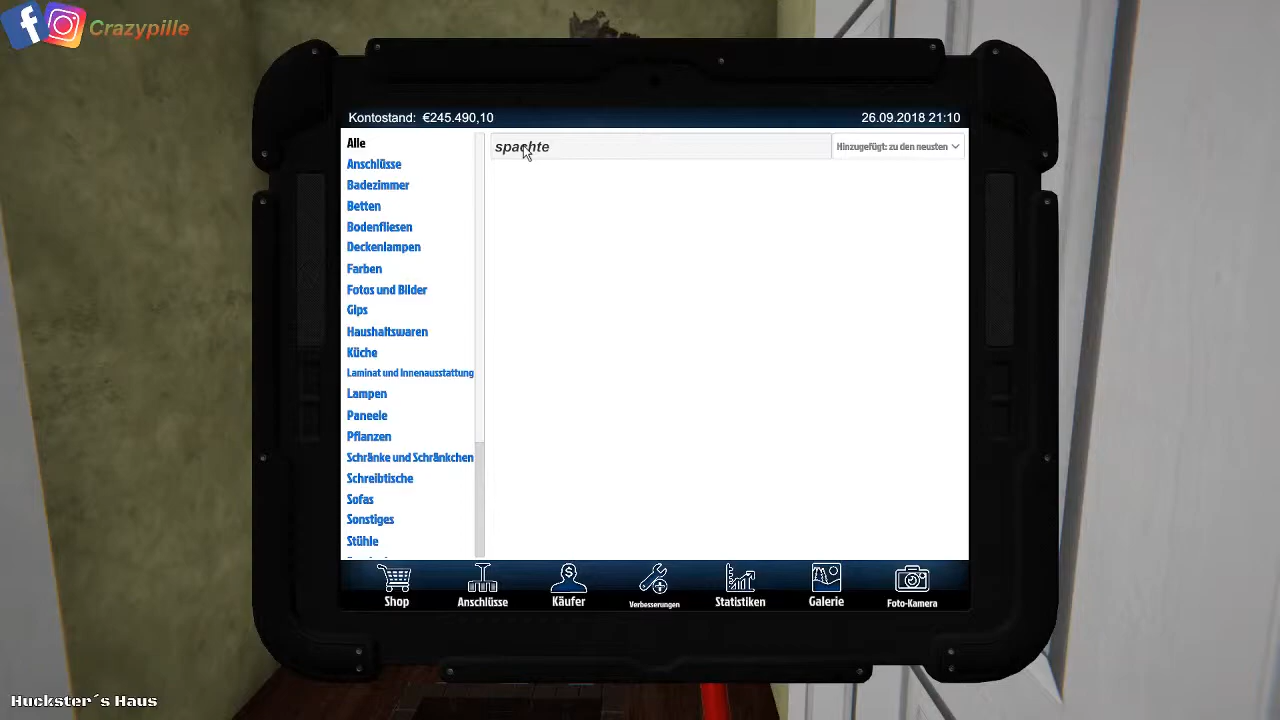 Crazypille
Kontostand: €245.490,10
26.09.2018 21:10
Alle
Anschlüsse
Badezimmer
Betten
Bodenfliesen
Deckenlampen
Farben
Fotos und Bilder
Gips
Haushaltswaren
Küche
Laminat und Innenausstattung
Lampen
Paneele
Pflanzen
Schränke und Schränkchen
Schreibtische
Sofas
Sonstiges
Stühle
spachte
Hinzugefügt: zu den neusten
Shop
Anschlüsse
Käufer
Verbesserungen
Statistiken
Galerie
Foto-Kamera
Huckster´s Haus